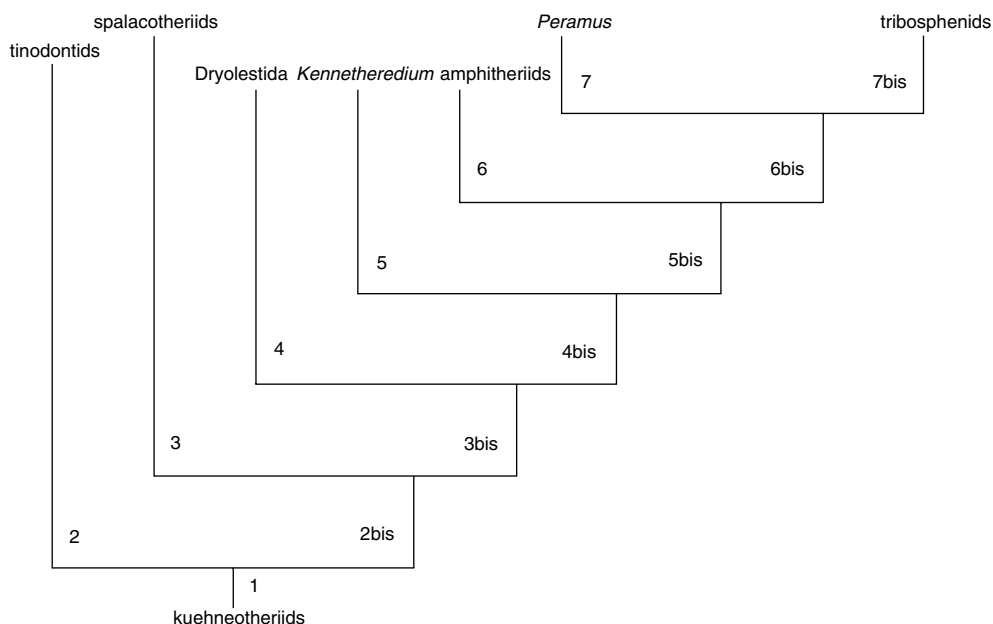 spalacotheriids
Peramus
tribosphenids
tinodontids
Dryolestida Kennetheredium amphitheriids
7
7bis
6
6bis
5
5bis
4
4bis
3
3bis
2
2bis
1
kuehneotheriids